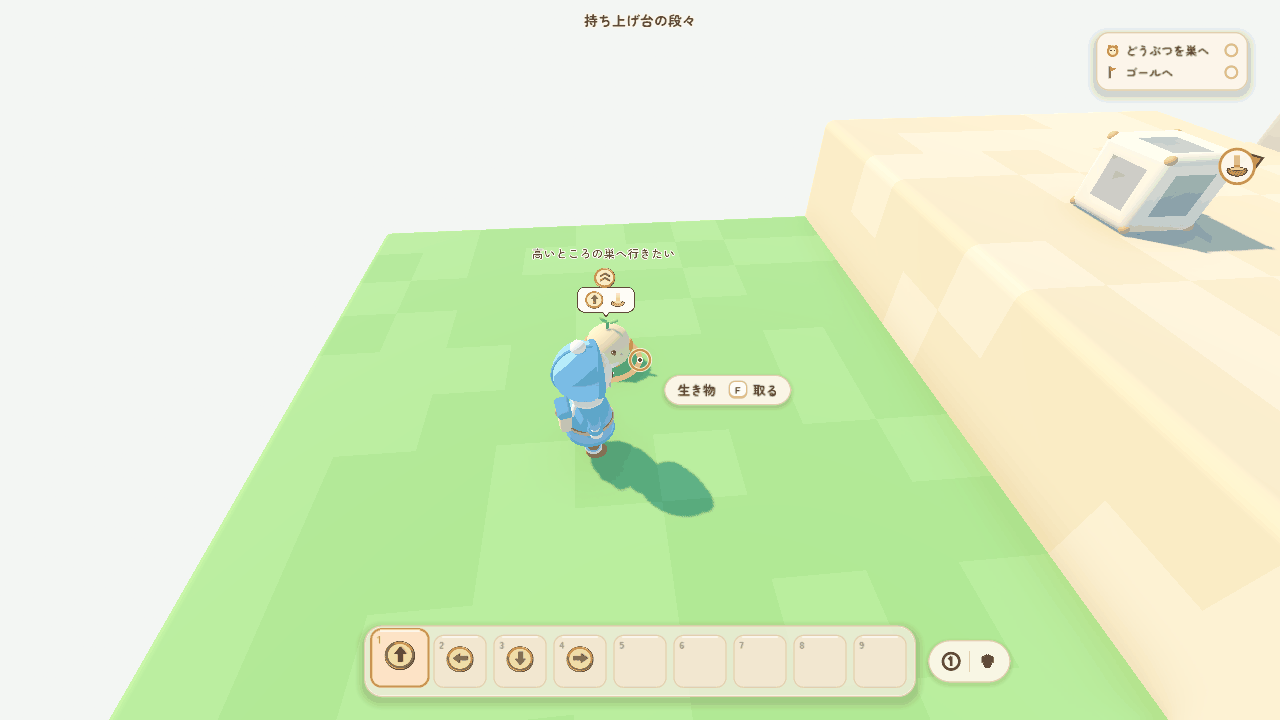 持ち上げ台の段々
どうぶつを巣へ
ゴールへ
高いところの巣へ行きたい
生き物 F 取る
1 2 3 4 5 6 7 8 9
1